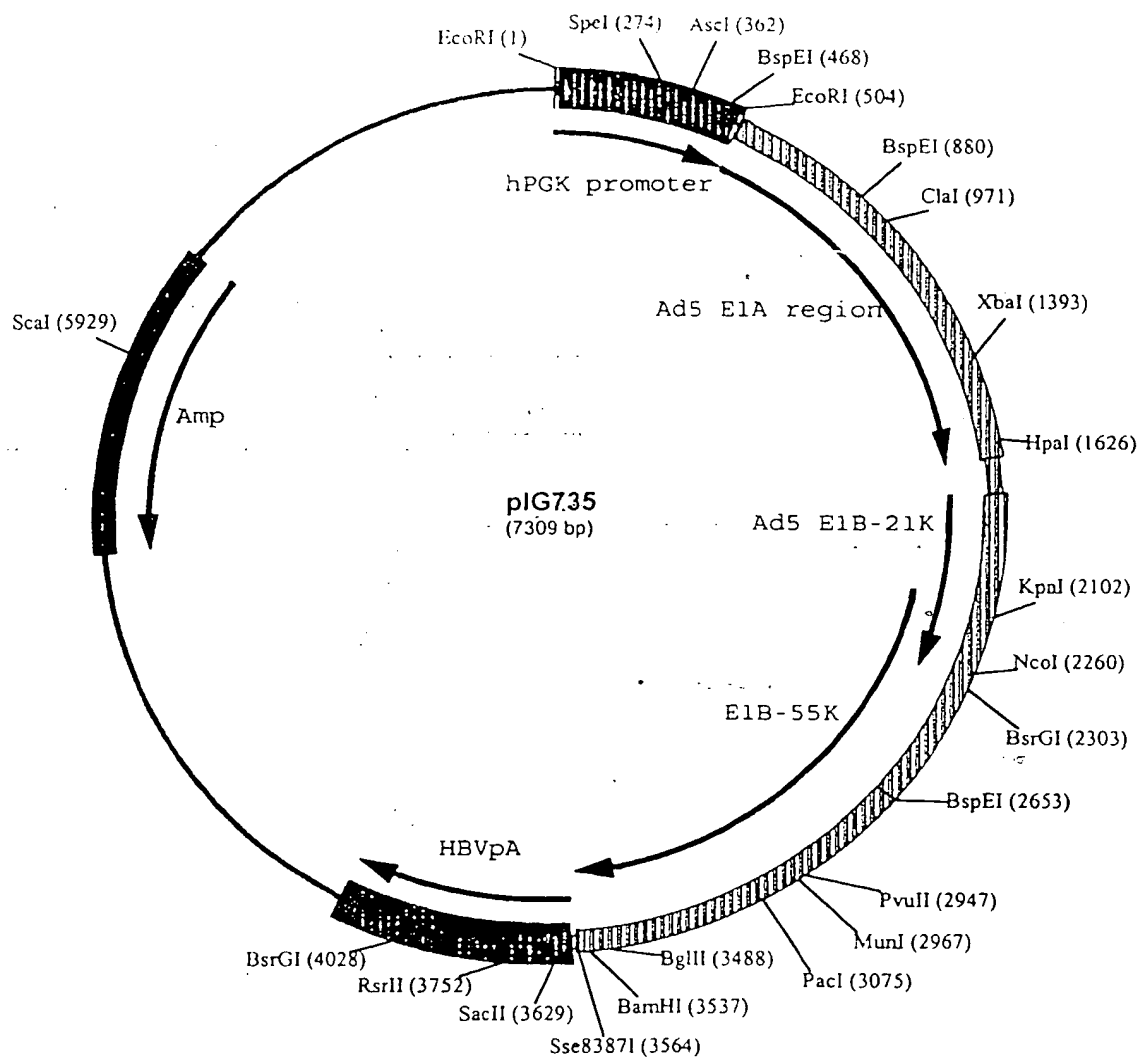 SpeI (274)
AscI (362)
EcoRI (1)
BspEI (468)
EcoRI (504)
BspEI (880)
hPGK promoter
ClaI (971)
Ad5 E1A region
XbaI (1393)
ScaI (5929)
Amp
HpaI (1626)
pIG735
(7309 bp)
Ad5 E1B-21K
KpnI (2102)
NcoI (2260)
E1B-55K
BsrGI (2303)
BspEI (2653)
HBVpA
PvuII (2947)
MunI (2967)
BsrGI (4028)
BglII (3488)
PacI (3075)
RsrII (3752)
BamHI (3537)
SacII (3629)
Sse8387I (3564)